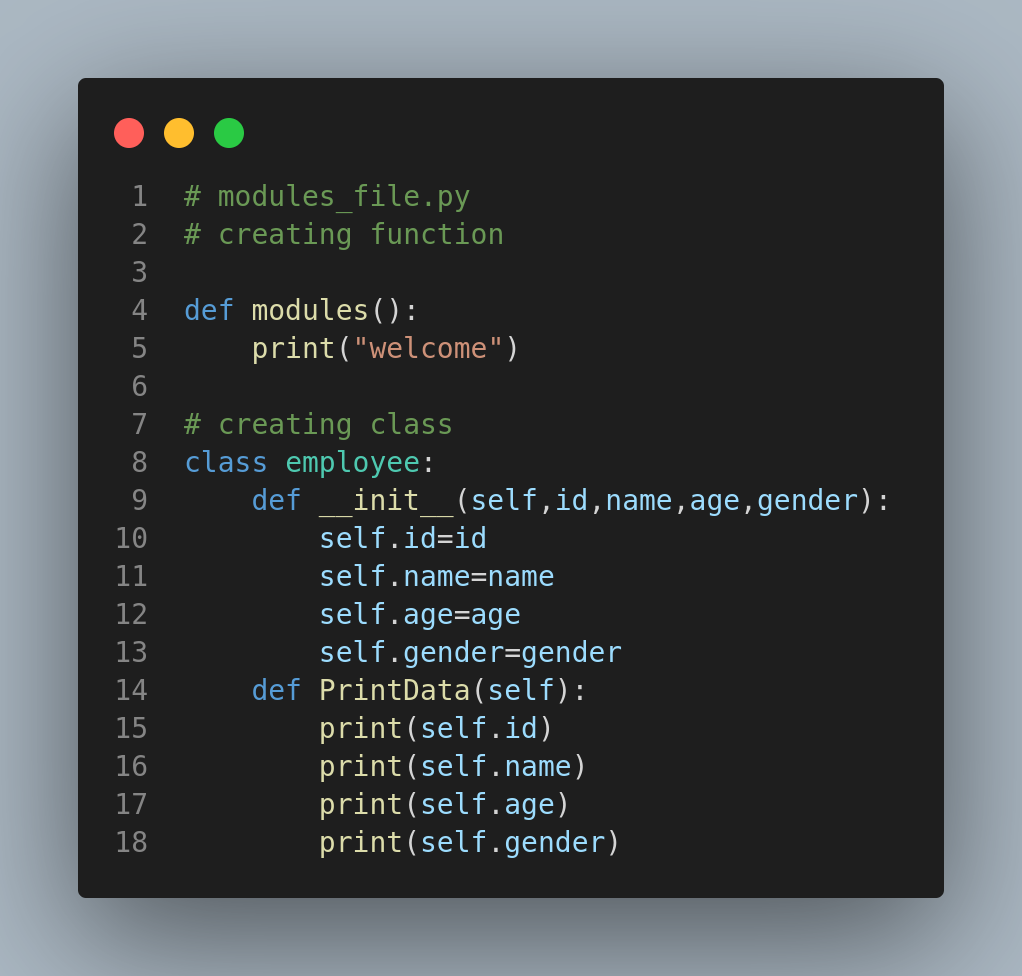 1 # modules_file.py
2 # creating function
3
4 def modules():
5     print("welcome")
6
7 # creating class
8 class employee:
9     def __init__(self,id,name,age,gender):
10         self.id=id
11         self.name=name
12         self.age=age
13         self.gender=gender
14     def PrintData(self):
15         print(self.id)
16         print(self.name)
17         print(self.age)
18         print(self.gender)